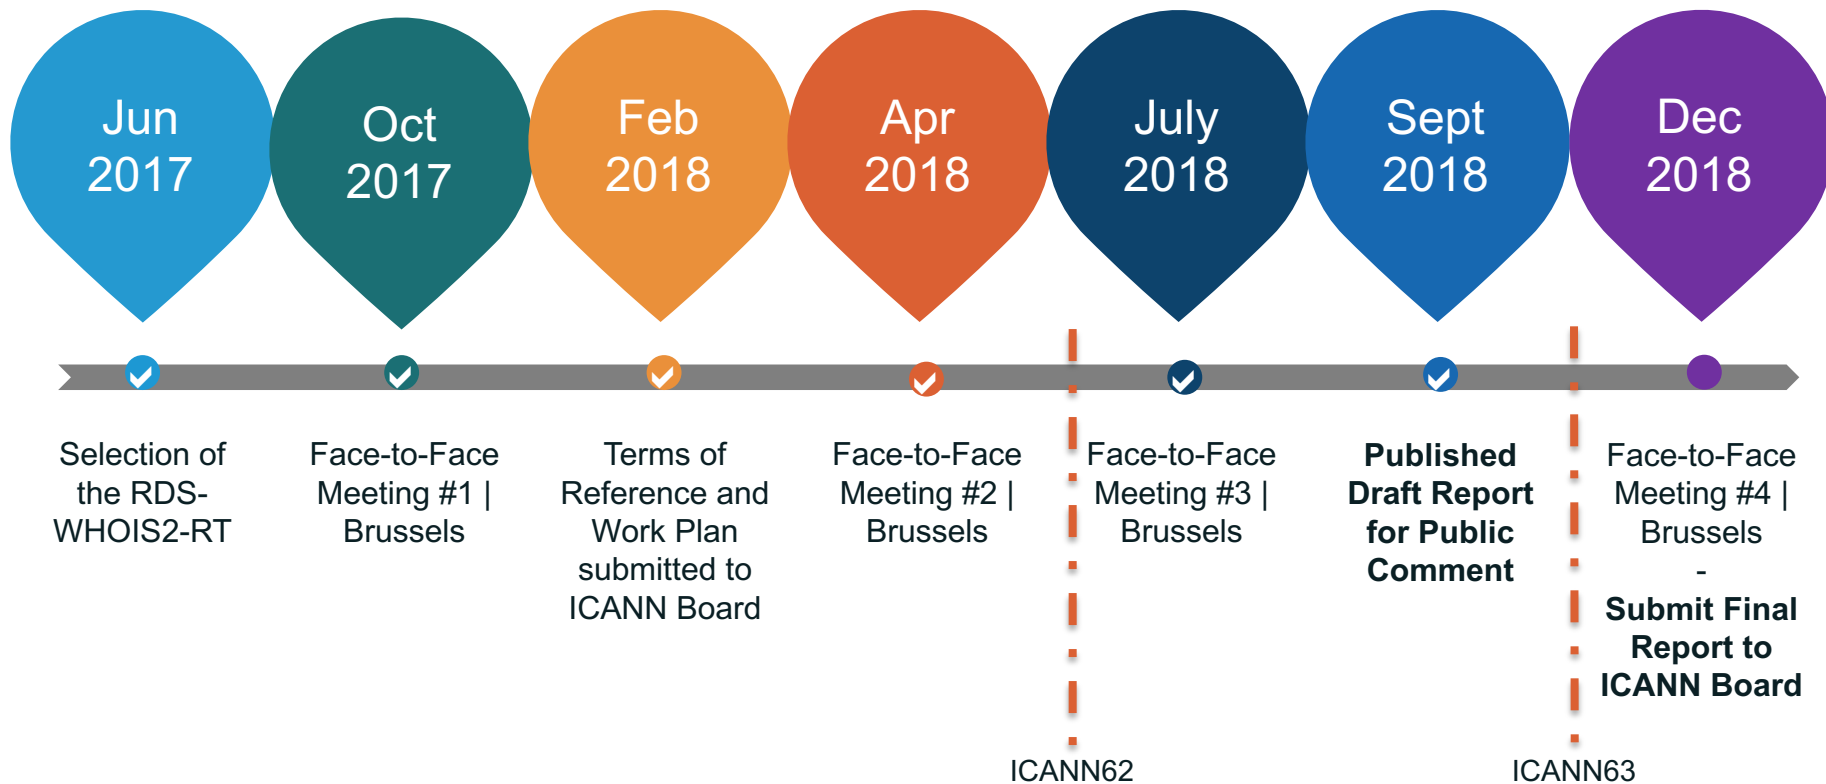 Jun
2017
Oct
2017
Feb
2018
Apr
2018
July
2018
Sept
2018
Dec
2018
Selection of
the RDS-
WHOIS2-RT
Face-to-Face
Meeting #1 |
Brussels
Terms of
Reference and
Work Plan
submitted to
ICANN Board
Face-to-Face
Meeting #2 |
Brussels
Face-to-Face
Meeting #3 |
Brussels
Published
Draft Report
for Public
Comment
Face-to-Face
Meeting #4 |
Brussels
-
Submit Final
Report to
ICANN Board
ICANN62
ICANN63